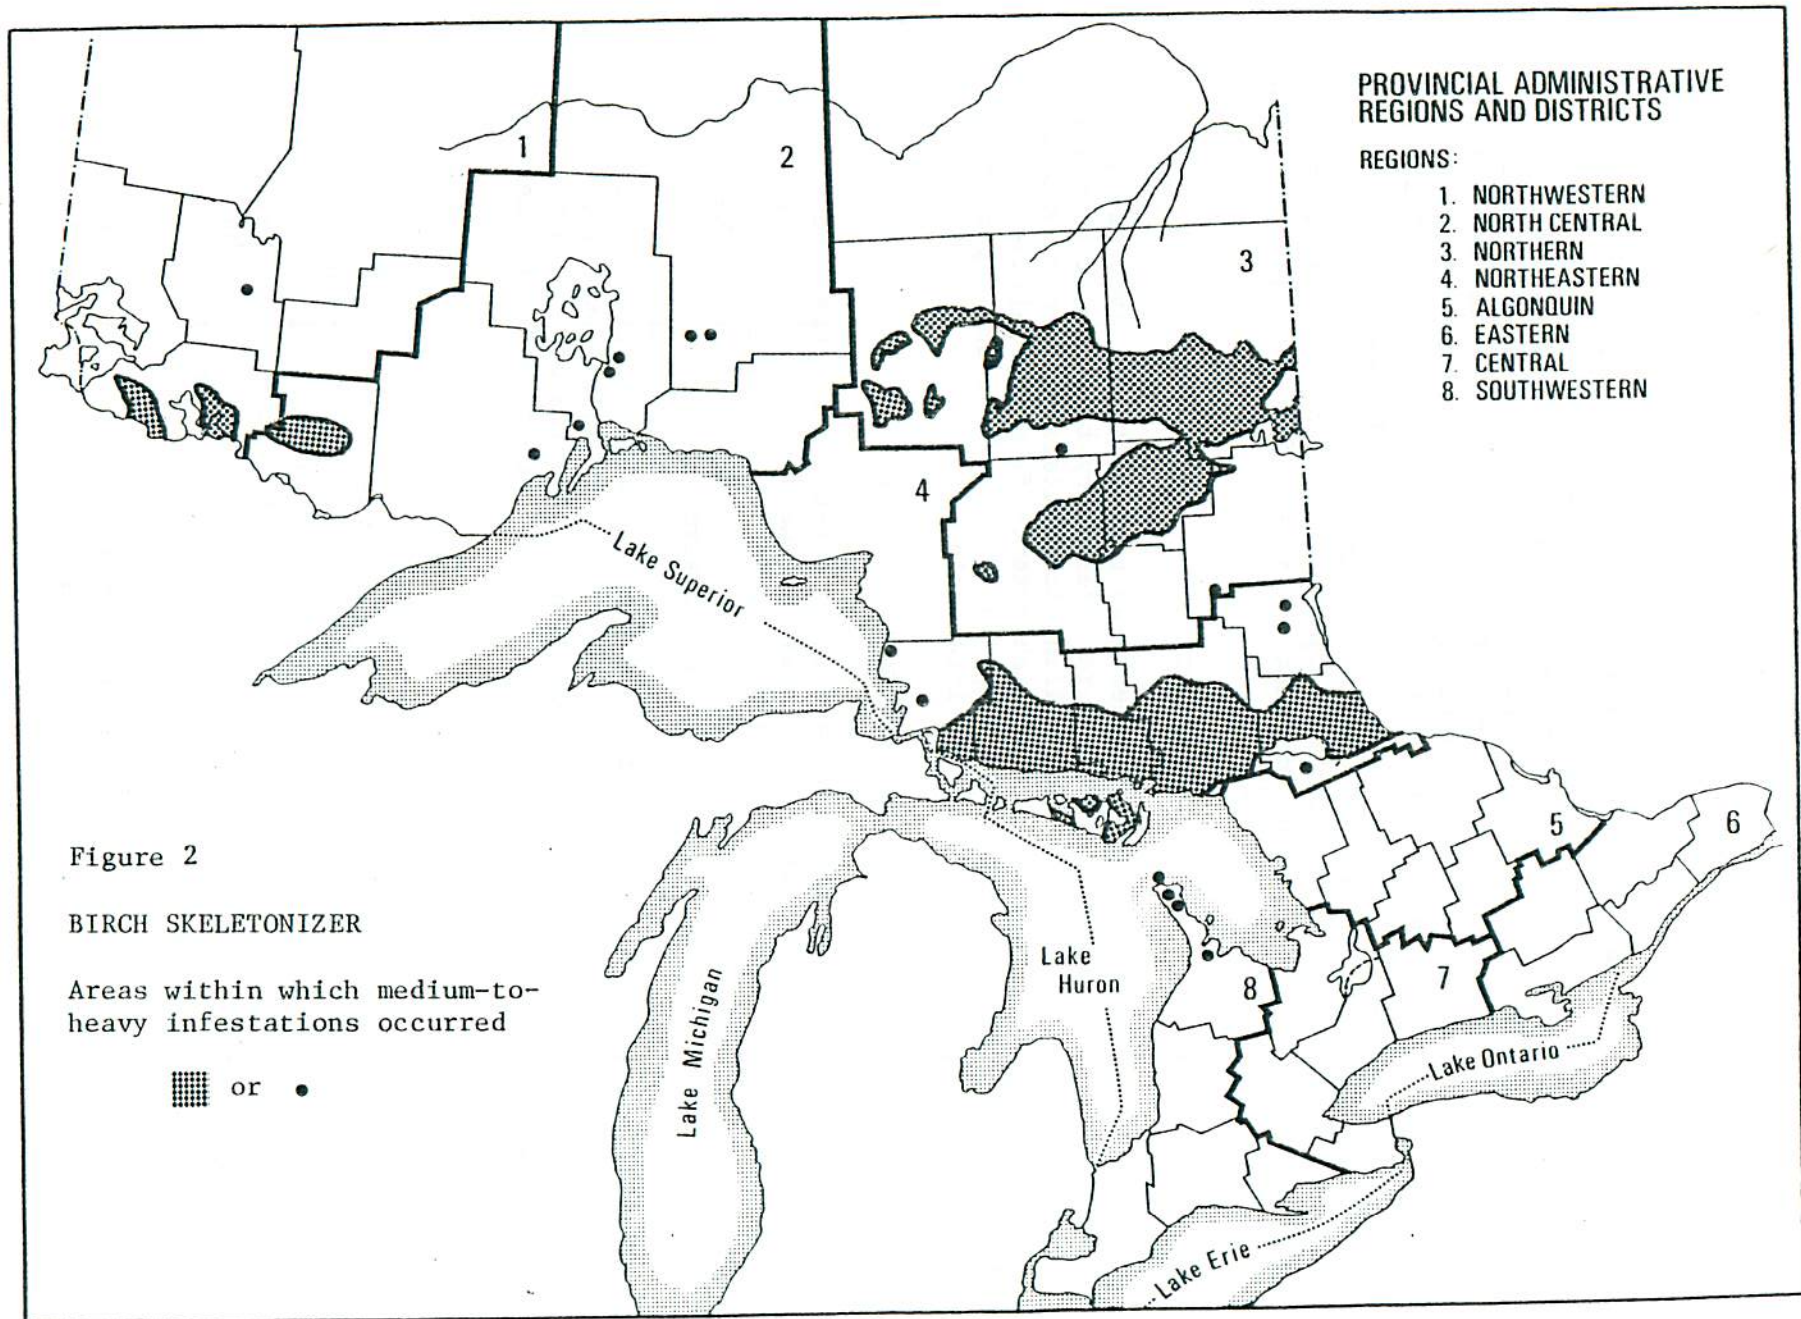 PROVINCIAL ADMINISTRATIVE
REGIONS AND DISTRICTS
REGIONS:
1. NORTHWESTERN
2. NORTH CENTRAL
3. NORTHERN
4. NORTHEASTERN
5. ALGONQUIN
6. EASTERN
7. CENTRAL
8. SOUTHWESTERN
1
2
3
4
Lake Superior
5
6
Lake
Huron
7
8
Lake Michigan
Lake Ontario
Lake Erie
Figure 2
BIRCH SKELETONIZER
Areas within which medium-to-
heavy infestations occurred
or